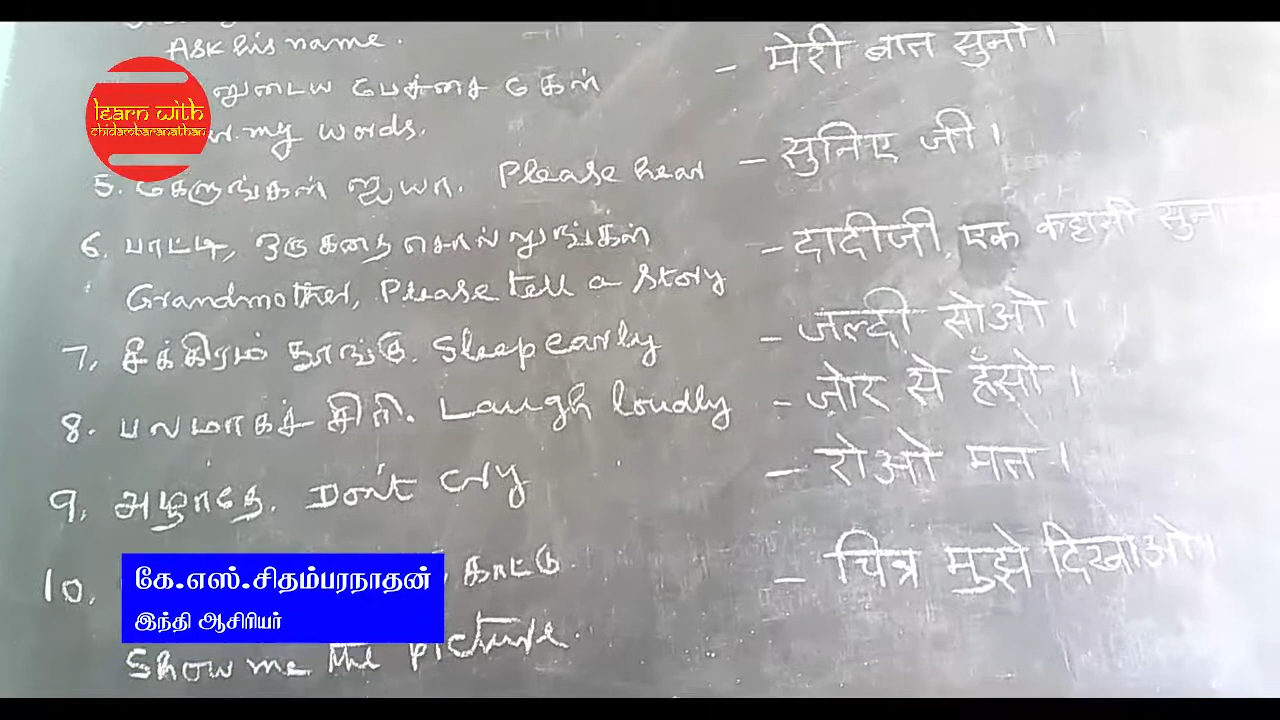 Ask his name.
னுடைய பேச்சை கேள் - मेरी बात सुनो।
my words.
5. கேளுங்கள் ஐயா. Please hear - सुनिए जी।
6. பாட்டி, ஒரு கதை சொல்லுங்கள் - दादीजी, एक कहानी सुना
Grandmother, Please tell a story
7, சீக்கிரம் தூங்கு. Sleep early - जल्दी सोओ।
8. பலமாகச் சிரி. Laugh loudly - जोर से हँसो।
9, அழாதே. Don't cry - रोओ मत।
10, காட்டு. - चित्र मुझे दिखाओ।
Show me the picture.
Learn with
chidambaranathan
கே.எஸ்.சிதம்பரநாதன்
இந்தி ஆசிரியர்